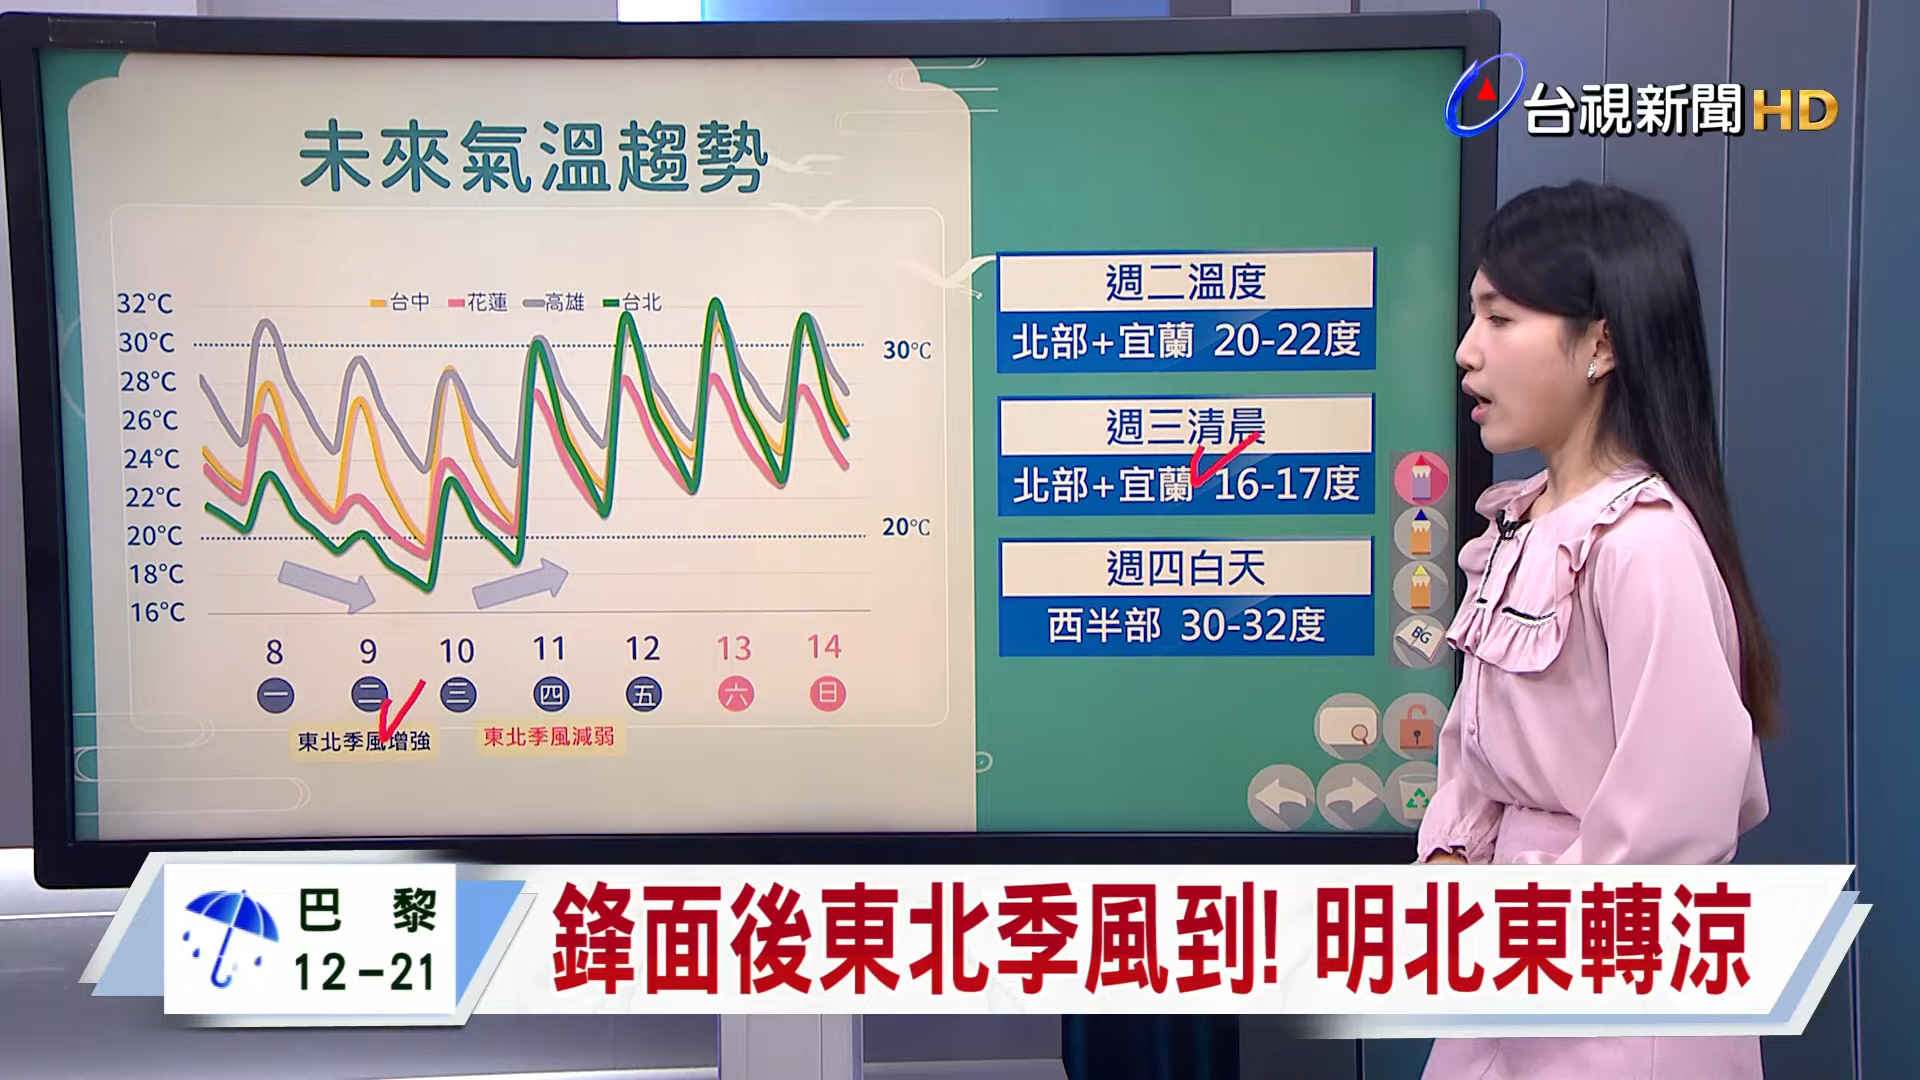 台視新聞HD
未來氣溫趨勢
台中 花蓮 高雄 台北
32°C
30°C
28°C
26°C
24°C
22°C
20°C
18°C
16°C
30°C
20°C
8 9 10 11 12 13 14
一 二 三 四 五 六 日
東北季風增強 東北季風減弱
週二溫度
北部+宜蘭 20-22度
週三清晨
北部+宜蘭 16-17度
週四白天
西半部 30-32度
BG
巴黎
12-21
鋒面後東北季風到! 明北東轉涼